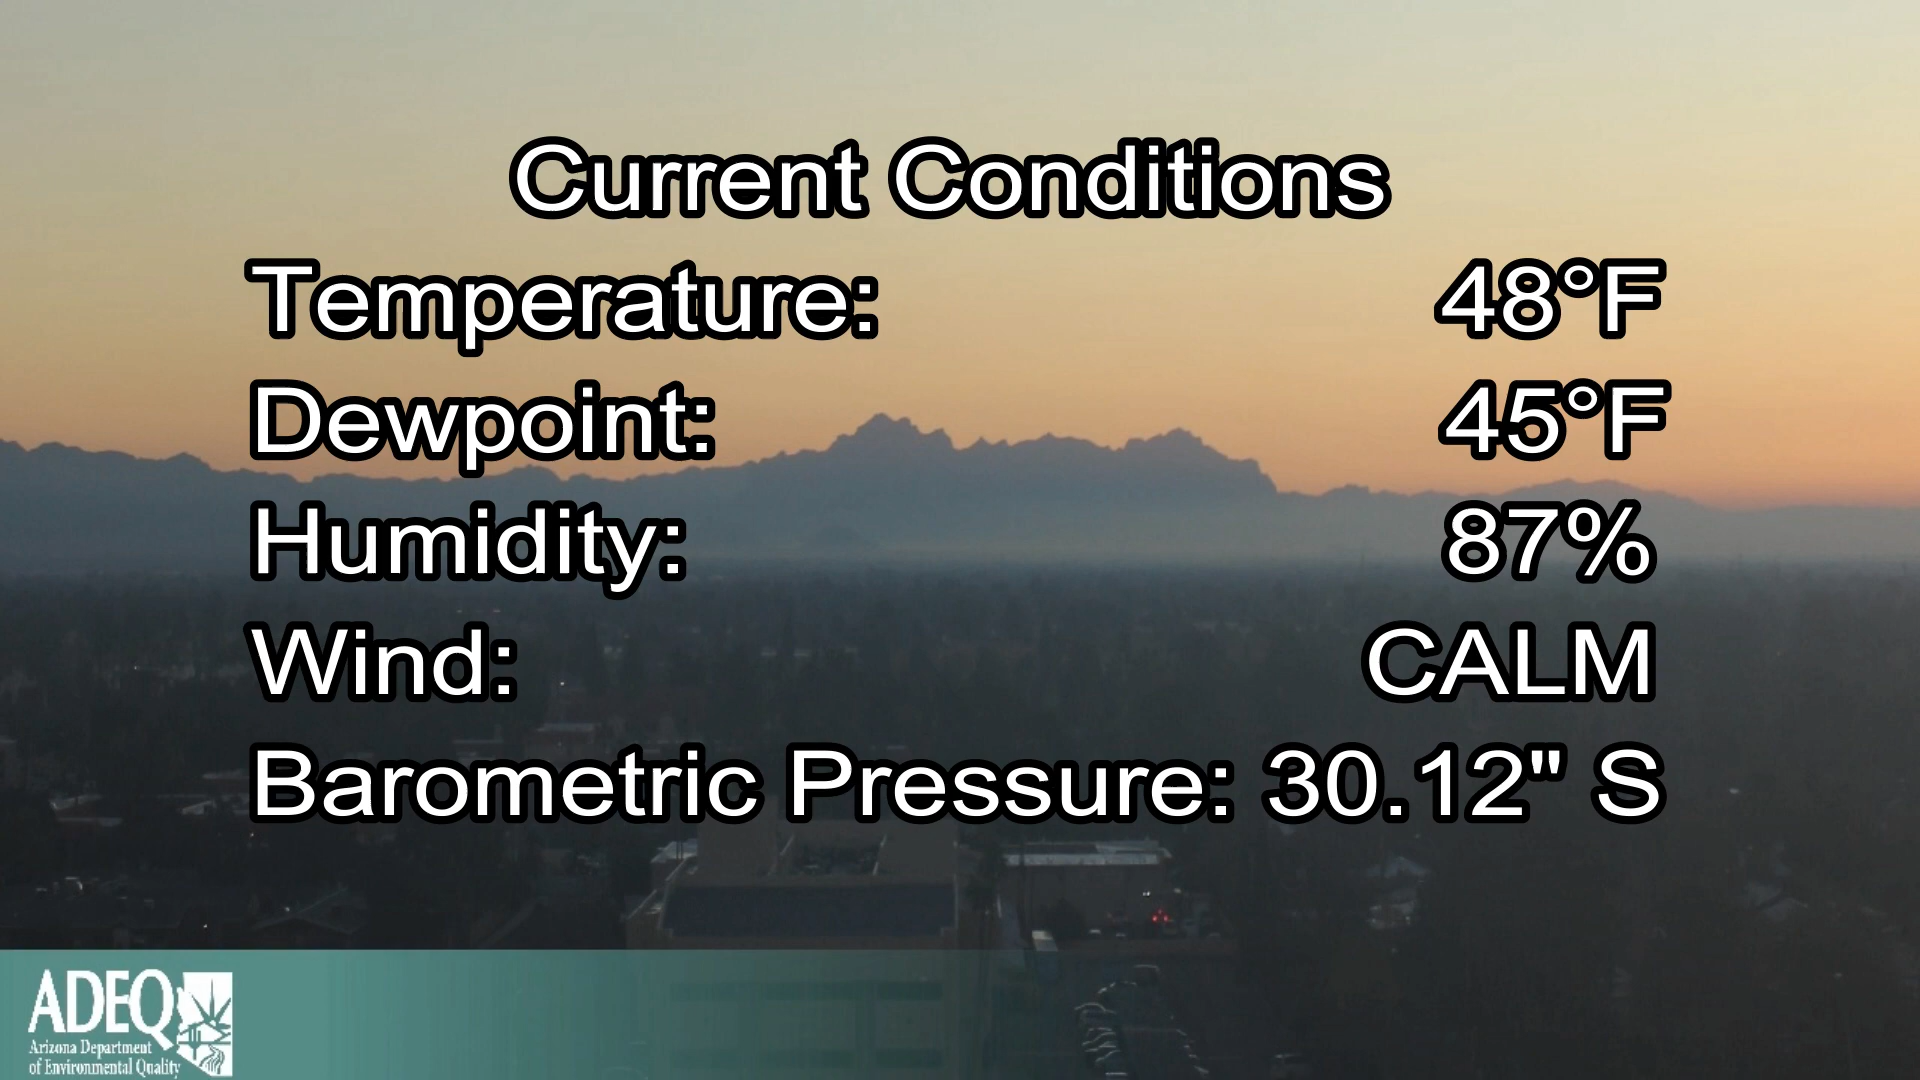 Current Conditions
Temperature: 48°F
Dewpoint: 45°F
Humidity: 87%
Wind: CALM
Barometric Pressure: 30.12" S
ADEQ
Arizona Department
of Environmental Quality